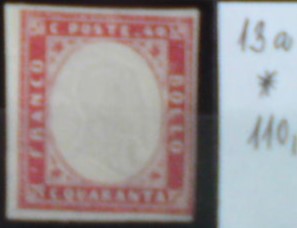 C. POSTE. 40
FRANCO
BOLLO
C. QUARANTA
13a
*
110,